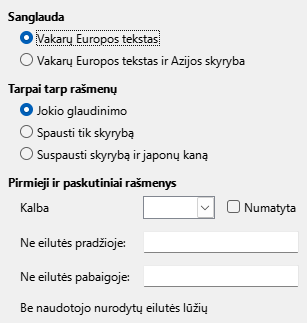 Sanglauda
Vakarų Europos tekstas
Vakarų Europos tekstas ir Azijos skyryba
Tarpai tarp rašmenų
Jokio glaudinimo
Spausti tik skyrybą
Suspausti skyrybą ir japonų kaną
Pirmieji ir paskutiniai rašmenys
Kalba Numatyta
Ne eilutės pradžioje:
Ne eilutės pabaigoje:
Be naudotojo nurodytų eilutės lūžių